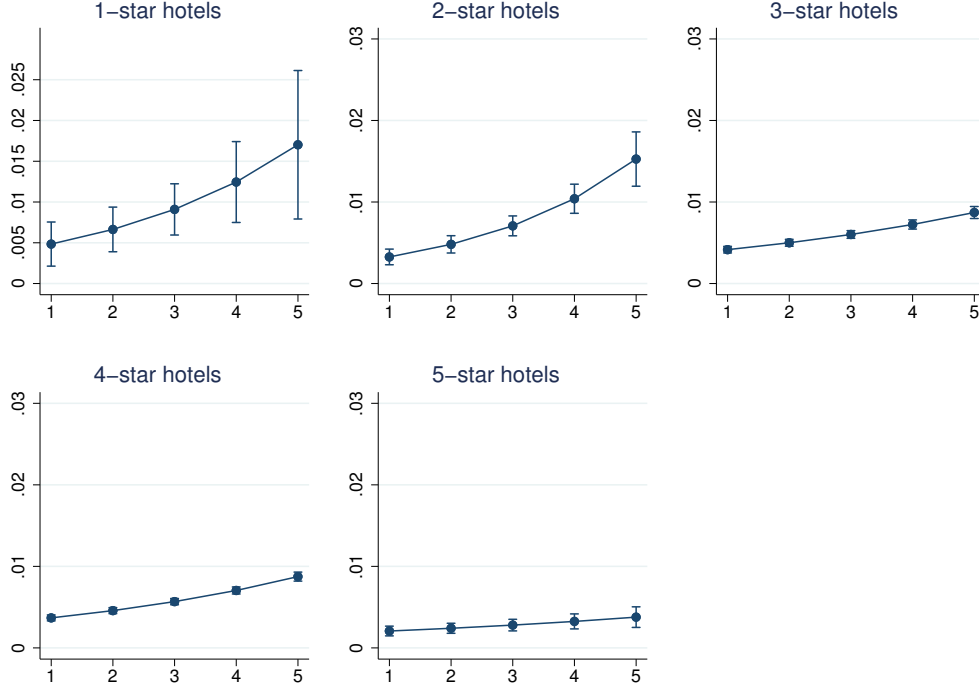 1−star hotels
.025
.02
.015
.01
.005
0
1 2 3 4 5
2−star hotels
.03
.02
.01
0
1 2 3 4 5
3−star hotels
.03
.02
.01
0
1 2 3 4 5
4−star hotels
.03
.02
.01
0
1 2 3 4 5
5−star hotels
.03
.02
.01
0
1 2 3 4 5